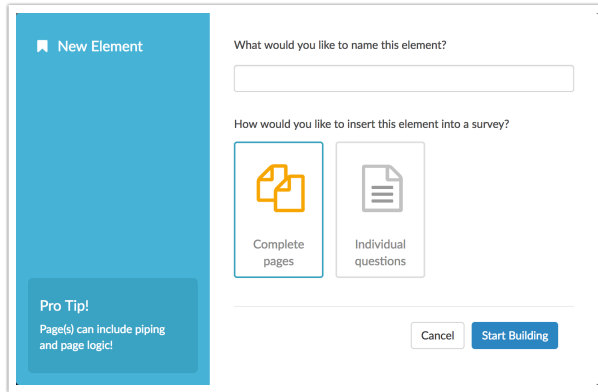 New Element
Pro Tip!
Page(s) can include piping
and page logic!
What would you like to name this element?
How would you like to insert this element into a survey?
Complete
pages
Individual
questions
Cancel
Start Building